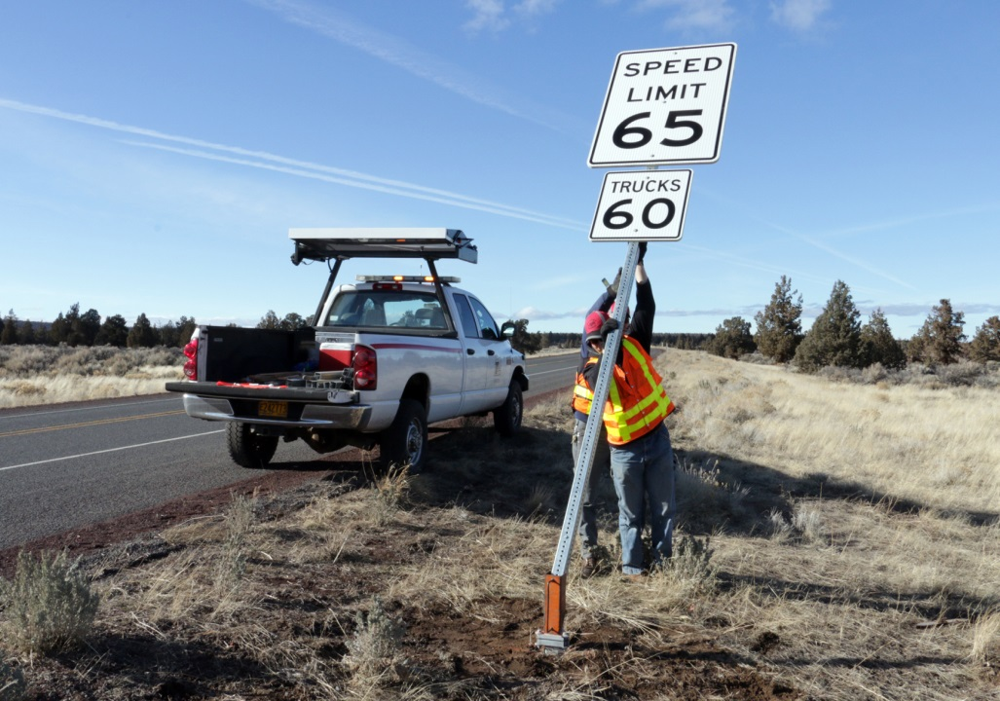 SPEED
LIMIT
65
TRUCKS
60